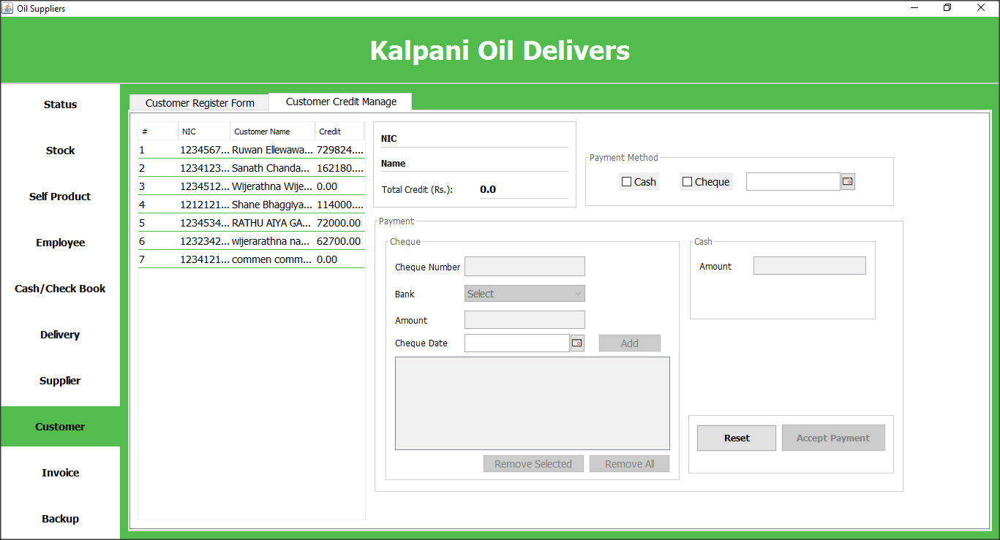 Oil Suppliers
Kalpani Oil Delivers
Status
Stock
Self Product
Employee
Cash/Check Book
Delivery
Supplier
Customer
Invoice
Backup
Customer Register Form
Customer Credit Manage
# NIC Customer Name Credit
1 1234567... Ruwan Ellewawa... 729824....
2 1234123... Sanath Chanda... 162180....
3 1234512... Wijerathna Wije... 0.00
4 1212121... Shane Bhaggiya... 114000....
5 1234534... RATHU AIYA GA... 72000.00
6 1232342... wijerarathna na... 62700.00
7 1234121... commen comm... 0.00
NIC
Name
Total Credit (Rs.): 0.0
Payment Method
Cash Cheque
Payment
Cheque
Cheque Number
Bank Select
Amount
Cheque Date Add
Remove Selected Remove All
Cash
Amount
Reset Accept Payment